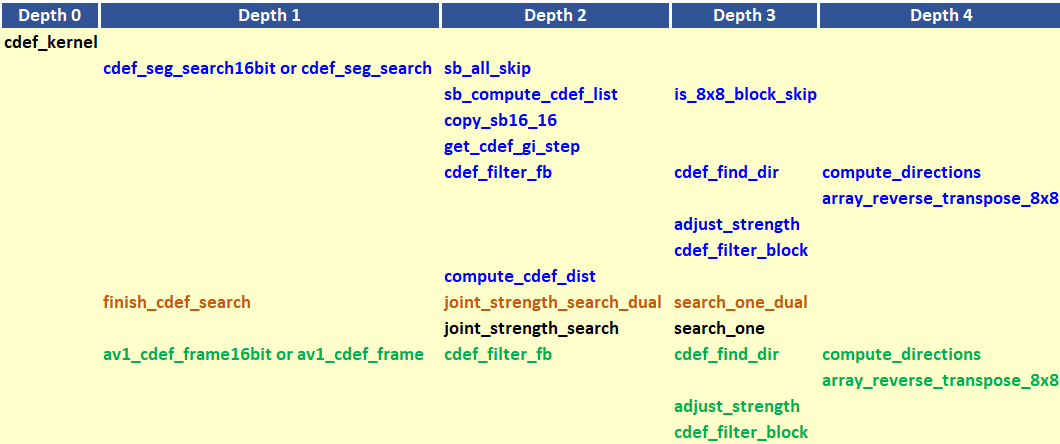 Depth 0 Depth 1 Depth 2 Depth 3 Depth 4
cdef_kernel
cdef_seg_search16bit or cdef_seg_search sb_all_skip
sb_compute_cdef_list is_8x8_block_skip
copy_sb16_16
get_cdef_gi_step
cdef_filter_fb cdef_find_dir compute_directions
array_reverse_transpose_8x8
adjust_strength
cdef_filter_block
compute_cdef_dist
finish_cdef_search joint_strength_search_dual search_one_dual
joint_strength_search search_one
av1_cdef_frame16bit or av1_cdef_frame cdef_filter_fb cdef_find_dir compute_directions
array_reverse_transpose_8x8
adjust_strength
cdef_filter_block